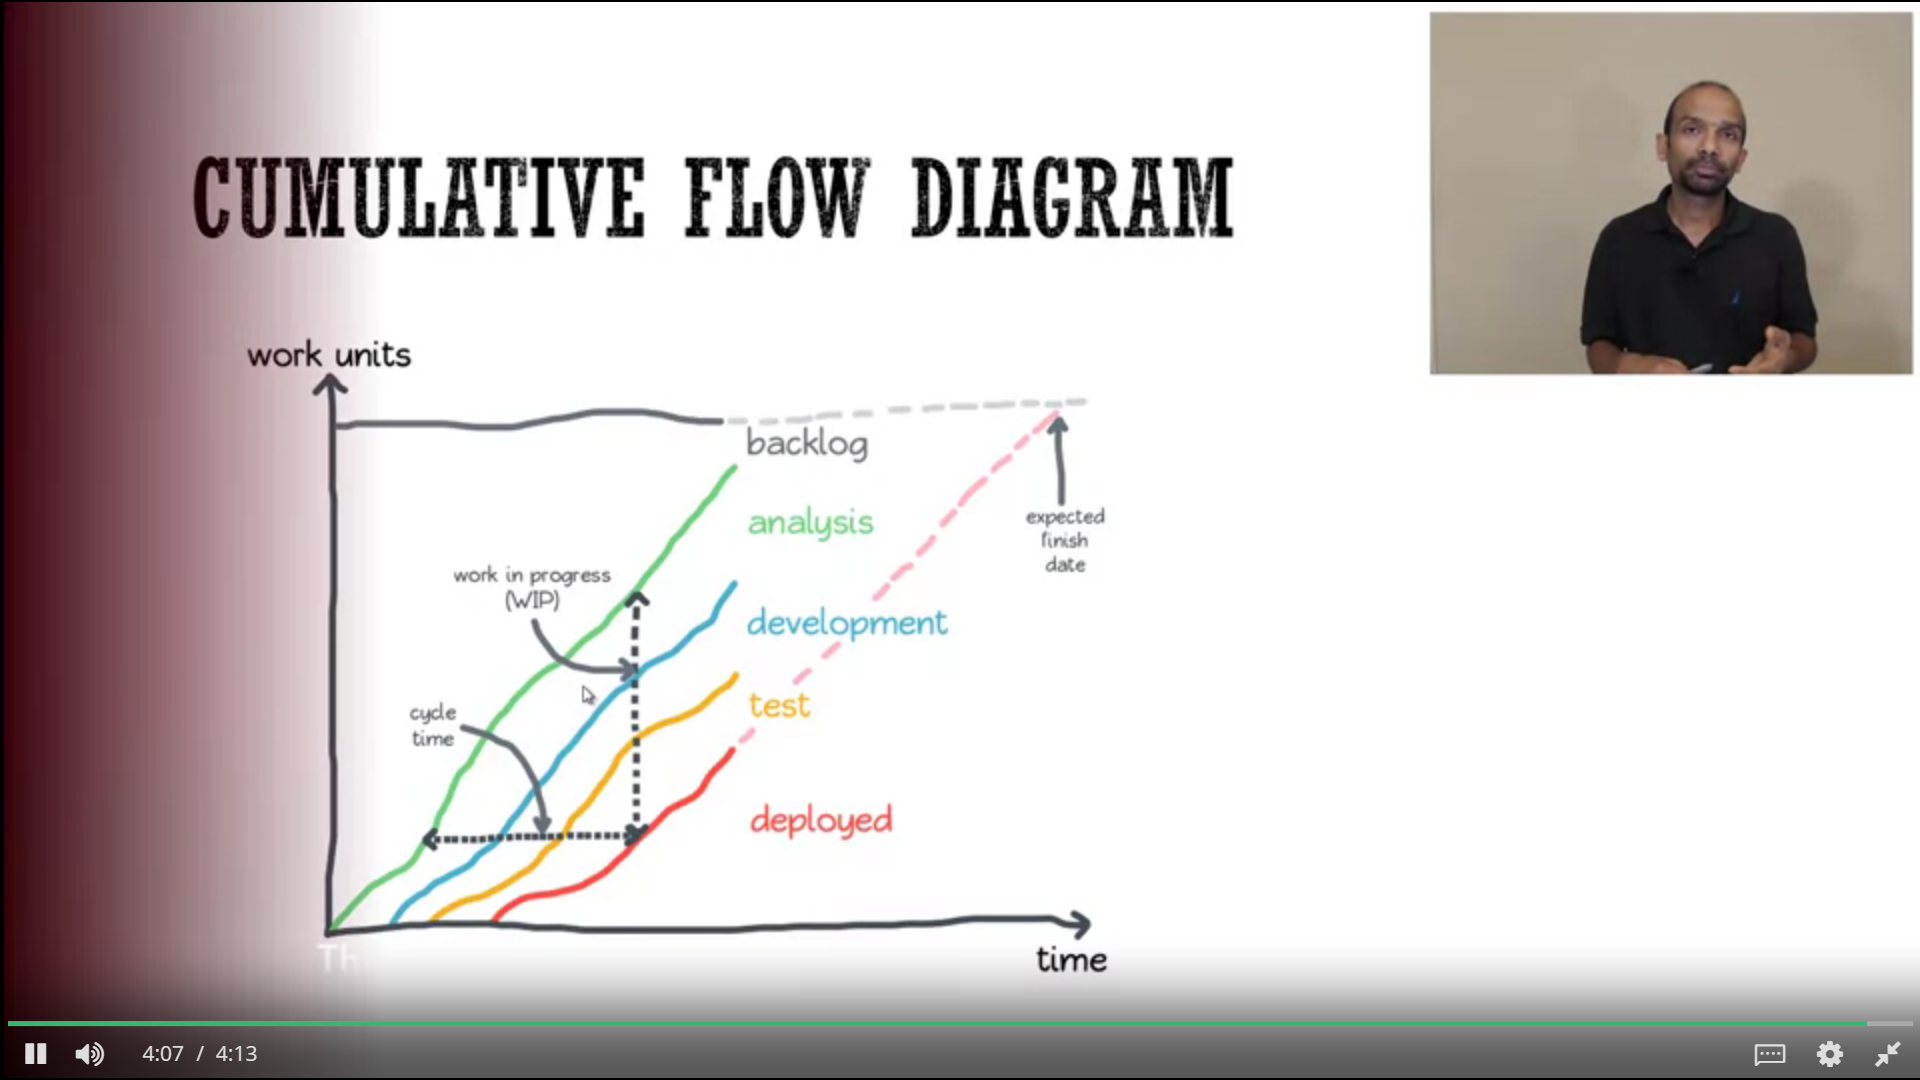 CUMULATIVE FLOW DIAGRAM
work units
backlog
analysis
expected
finish
date
work in progress
(WIP)
development
cycle
time
test
deployed
Th
time
4:07 / 4:13